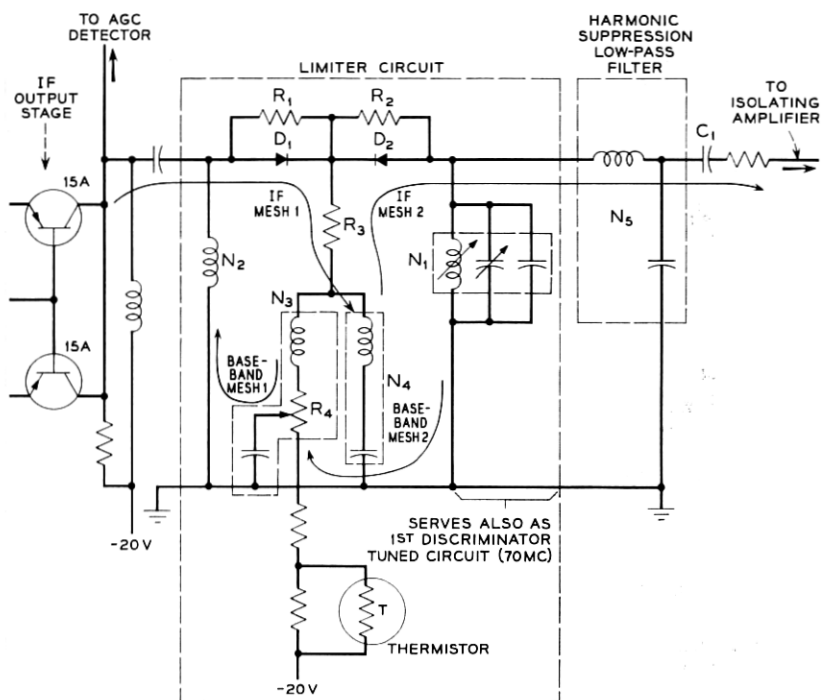 TO AGC
DETECTOR
IF
OUTPUT
STAGE
15A
15A
-20V
LIMITER CIRCUIT
R1
R2
D1
D2
IF
MESH 1
IF
MESH 2
R3
N2
N1
N3
N4
BASE-
BAND
MESH 1
R4
BASE-
BAND
MESH 2
SERVES ALSO AS
1ST DISCRIMINATOR
TUNED CIRCUIT (70MC)
T
THERMISTOR
-20V
HARMONIC
SUPPRESSION
LOW-PASS
FILTER
C1
TO
ISOLATING
AMPLIFIER
N5